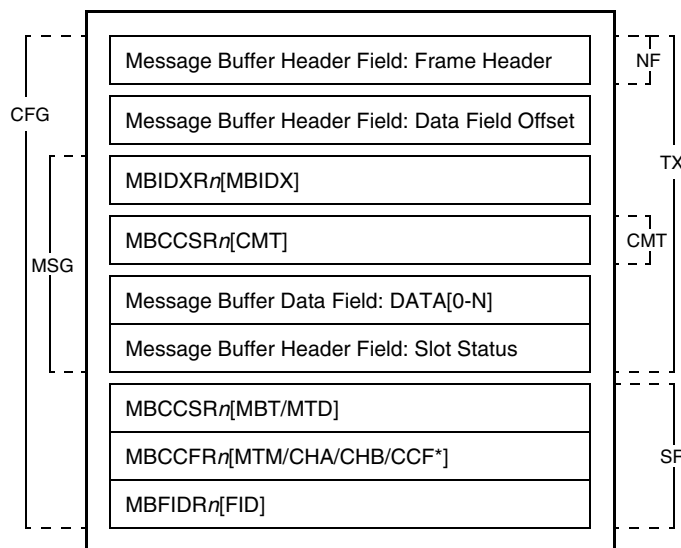 Message Buffer Header Field: Frame Header
NF
CFG
Message Buffer Header Field: Data Field Offset
TX
MBIDXRn[MBIDX]
MBCCSRn[CMT]
CMT
MSG
Message Buffer Data Field: DATA[0-N]
Message Buffer Header Field: Slot Status
MBCCSRn[MBT/MTD]
MBCCFRn[MTM/CHA/CHB/CCF*]
SR
MBFIDRn[FID]